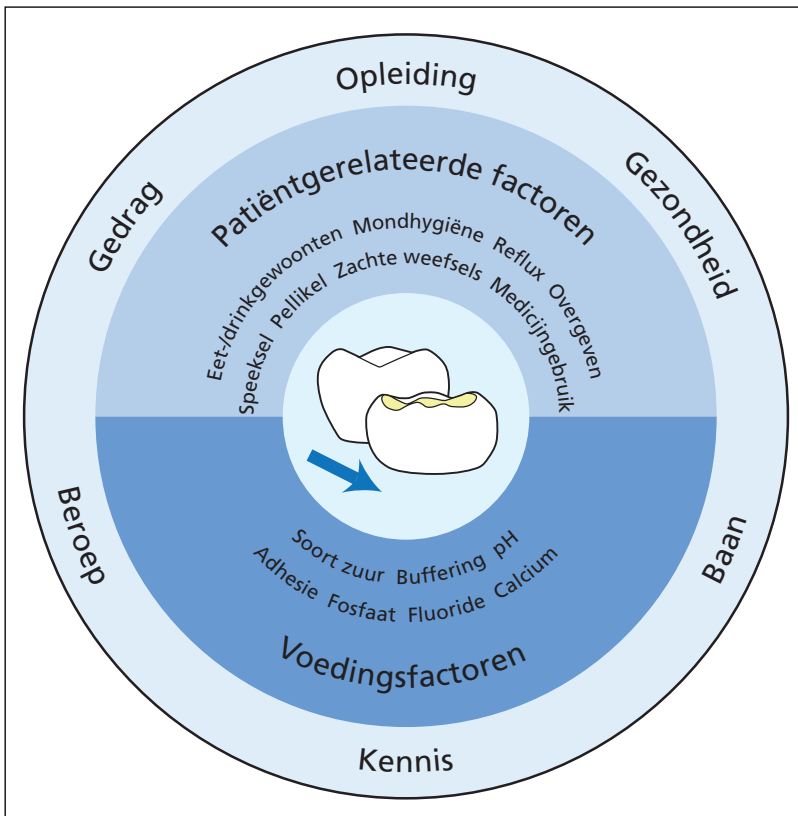 Opleiding
Gezondheid
Baan
Kennis
Beroep
Gedrag
Patiëntgerelateerde factoren
Eet-/drinkgewoonten Mondhygiëne Reflux Overgeven
Speeksel Pellikel Zachte weefsels Medicijngebruik
Soort zuur Buffering pH
Adhesie Fosfaat Fluoride Calcium
Voedingsfactoren